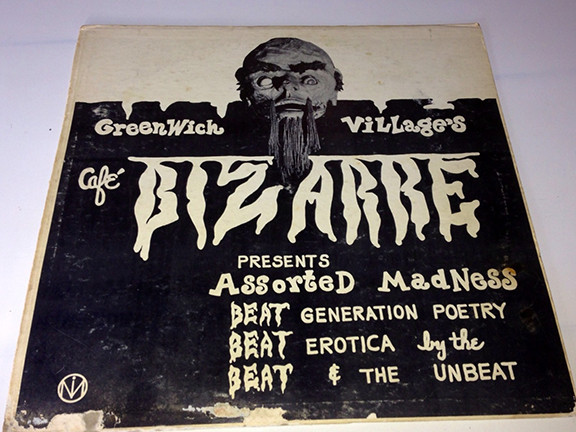 GreenWich ViLLage's
Café BIZARRE
PRESENTS
AssorteD MadNess
BEAT GENERATION POETRY
BEAT EROTICA by the
BEAT & THE UNBEAT